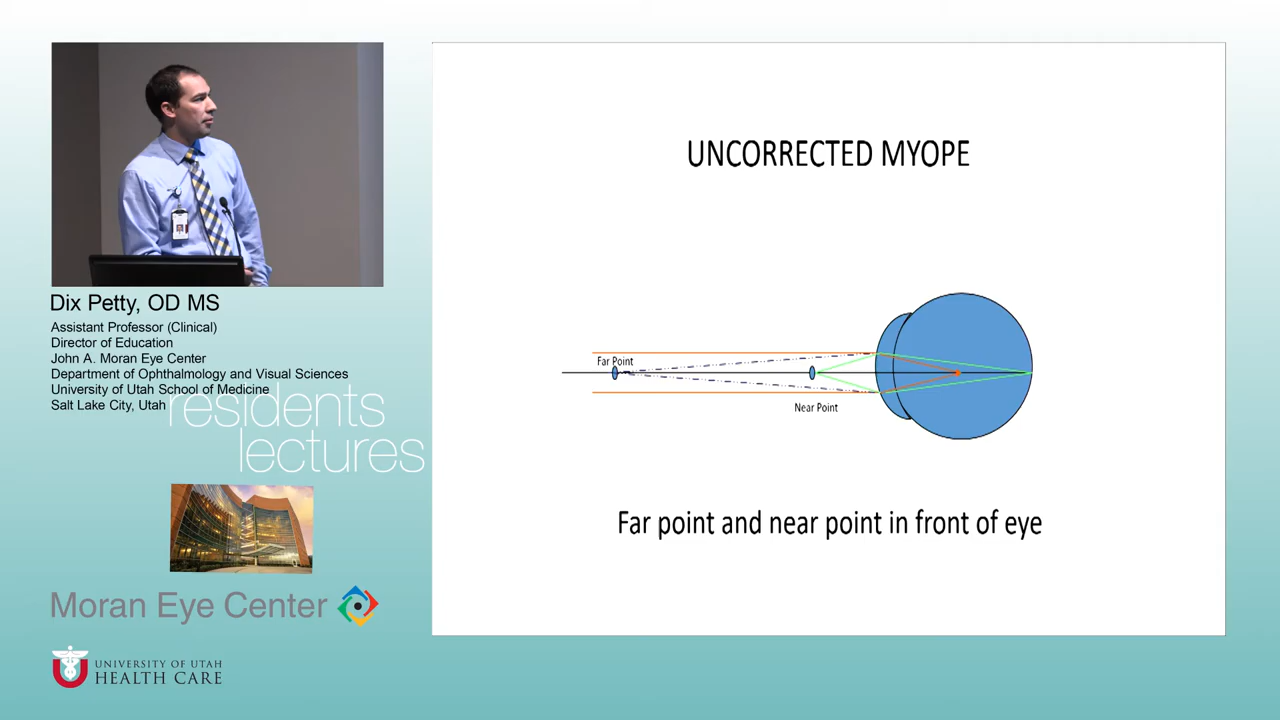 UNCORRECTED MYOPE
Far Point
Near Point
Far point and near point in front of eye
Dix Petty, OD MS
Assistant Professor (Clinical)
Director of Education
John A. Moran Eye Center
Department of Ophthalmology and Visual Sciences
University of Utah School of Medicine
Salt Lake City, Utah
residents
lectures
Moran Eye Center
UNIVERSITY OF UTAH
HEALTH CARE